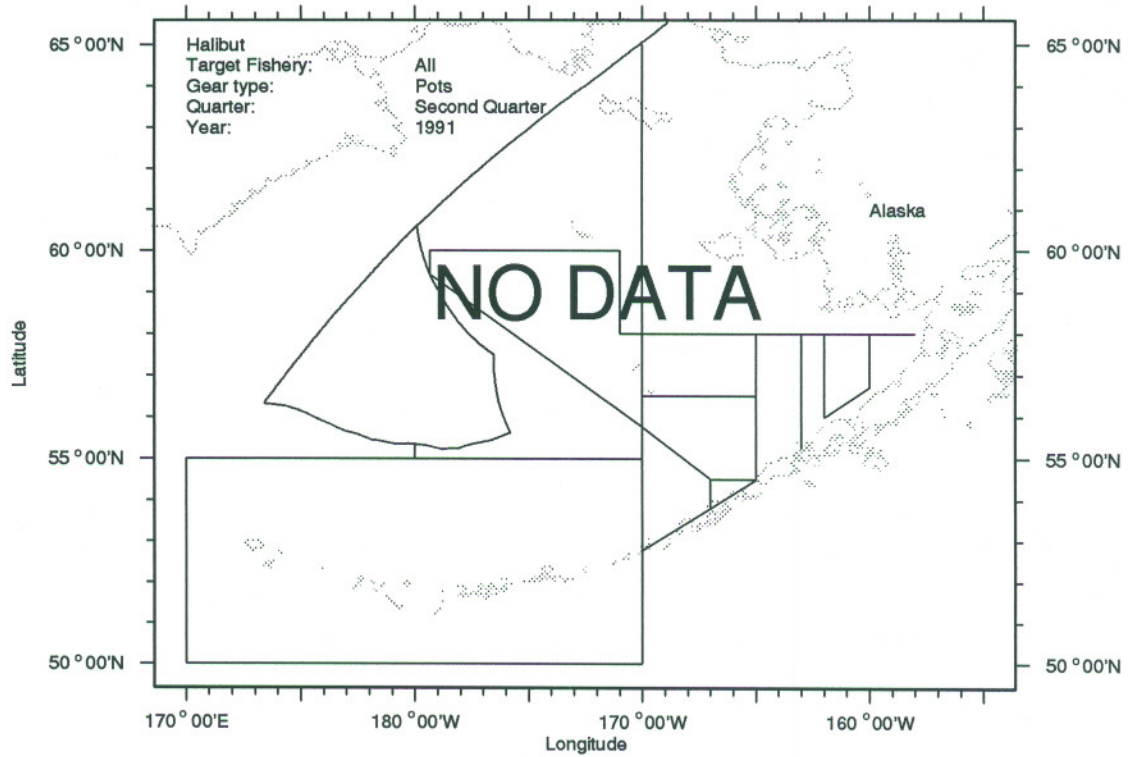 65°00'N
65°00'N
Halibut
Target Fishery: All
Gear type: Pots
Quarter: Second Quarter
Year: 1991
Alaska
60°00'N
60°00'N
NO DATA
Latitude
55°00'N
55°00'N
50°00'N
50°00'N
170°00'E 180°00'W 170°00'W 160°00'W
Longitude